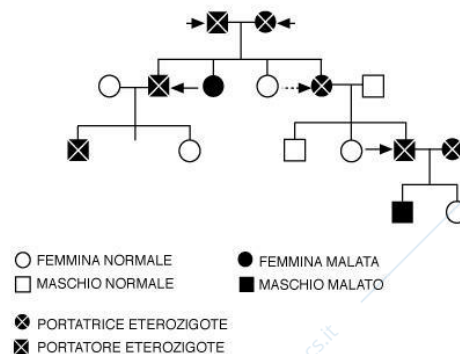 FEMMINA NORMALE
FEMMINA MALATA
MASCHIO NORMALE
MASCHIO MALATO
PORTATRICE ETEROZIGOTE
PORTATORE ETEROZIGOTE